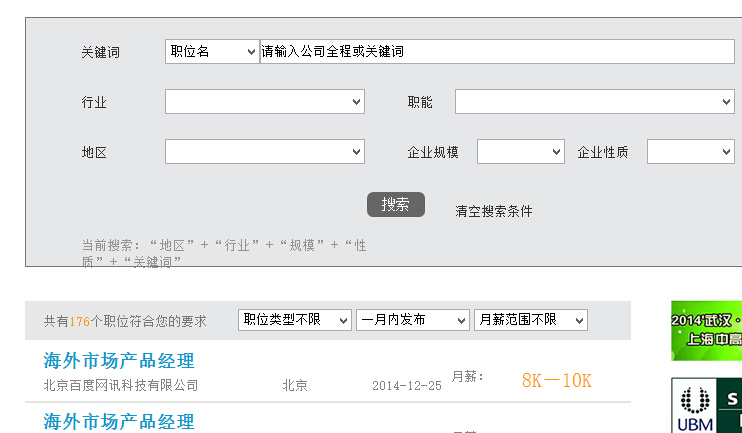 关键词 职位名 请输入公司全程或关键词
行业 职能
地区 企业规模 企业性质
搜索 清空搜索条件
当前搜索：“地区”+“行业”+“规模”+“性
质”+“关键词”
共有176个职位符合您的要求 职位类型不限 一月内发布 月薪范围不限
海外市场产品经理
北京百度网讯科技有限公司 北京 2014-12-25 月薪： 8K－10K
海外市场产品经理
2014'武汉·
上海中高
UBM
S